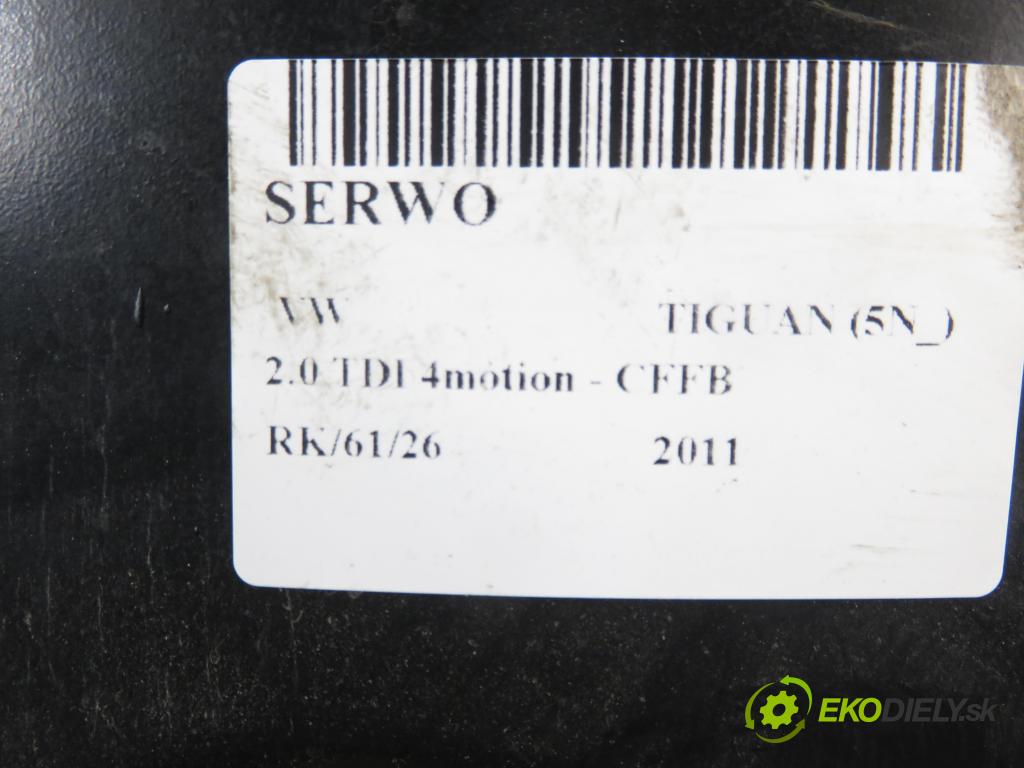 SERWO
VW TIGUAN (5N_)
2.0 TDI 4motion - CFFB
RK/61/26 2011
EKODIELY.sk